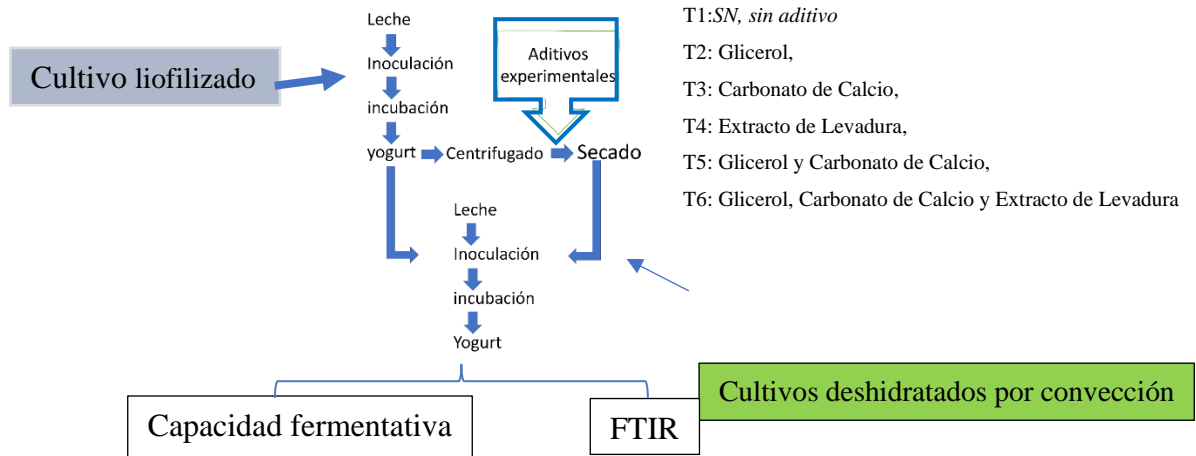 Leche
Inoculación
incubación
yogurt
Centrifugado
Secado
Aditivos
experimentales
Cultivo liofilizado
T1:SN, sin aditivo
T2: Glicerol,
T3: Carbonato de Calcio,
T4: Extracto de Levadura,
T5: Glicerol y Carbonato de Calcio,
T6: Glicerol, Carbonato de Calcio y Extracto de Levadura
Leche
Inoculación
incubación
Yogurt
Cultivos deshidratados por convección
Capacidad fermentativa
FTIR